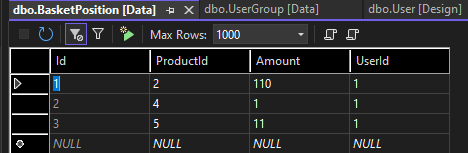 dbo.BasketPosition [Data] dbo.UserGroup [Data] dbo.User [Design]
Max Rows: 1000
Id ProductId Amount UserId
1 2 110 1
2 4 1 1
3 5 11 1
NULL NULL NULL NULL